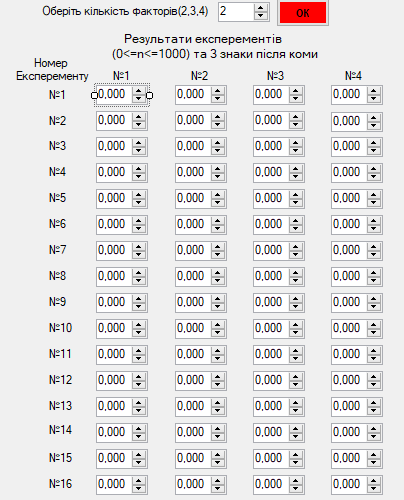 Оберіть кількість факторів(2,3,4) 2 ОК
Результати експерементів
(0<=n<=1000) та 3 знаки після коми
Номер
Експеременту №1 №2 №3 №4
№1 0,000 0,000 0,000 0,000
№2 0,000 0,000 0,000 0,000
№3 0,000 0,000 0,000 0,000
№4 0,000 0,000 0,000 0,000
№5 0,000 0,000 0,000 0,000
№6 0,000 0,000 0,000 0,000
№7 0,000 0,000 0,000 0,000
№8 0,000 0,000 0,000 0,000
№9 0,000 0,000 0,000 0,000
№10 0,000 0,000 0,000 0,000
№11 0,000 0,000 0,000 0,000
№12 0,000 0,000 0,000 0,000
№13 0,000 0,000 0,000 0,000
№14 0,000 0,000 0,000 0,000
№15 0,000 0,000 0,000 0,000
№16 0,000 0,000 0,000 0,000